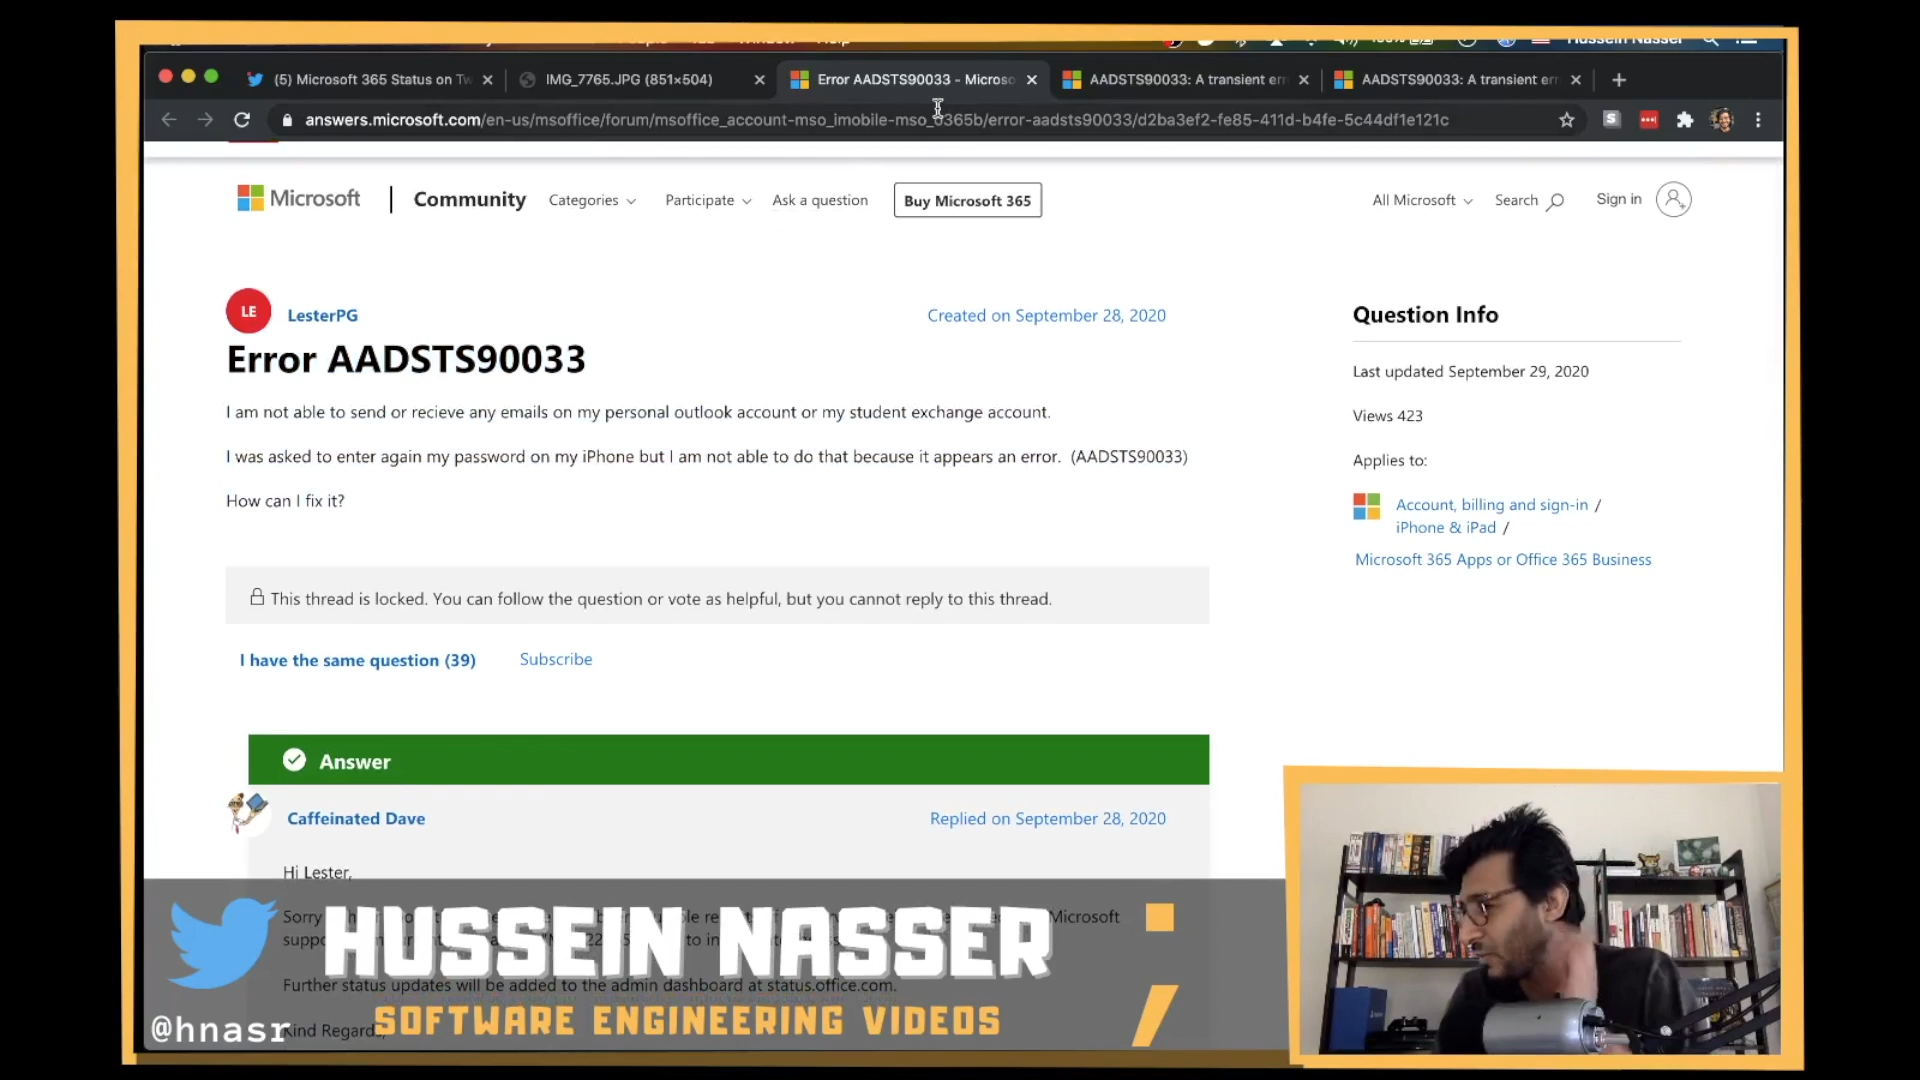 Hussein Nasser
(5) Microsoft 365 Status on Tw
IMG_7765.JPG (851×504)
Error AADSTS90033 - Microso
AADSTS90033: A transient err
AADSTS90033: A transient err
answers.microsoft.com/en-us/msoffice/forum/msoffice_account-mso_imobile-mso_o365b/error-aadsts90033/d2ba3ef2-fe85-411d-b4fe-5c44df1e121c
Microsoft
Community
Categories
Participate
Ask a question
Buy Microsoft 365
All Microsoft
Search
Sign in
LE
LesterPG
Created on September 28, 2020
Error AADSTS90033
I am not able to send or recieve any emails on my personal outlook account or my student exchange account.
I was asked to enter again my password on my iPhone but I am not able to do that because it appears an error. (AADSTS90033)
How can I fix it?
Question Info
Last updated September 29, 2020
Views 423
Applies to:
Account, billing and sign-in /
iPhone & iPad /
Microsoft 365 Apps or Office 365 Business
This thread is locked. You can follow the question or vote as helpful, but you cannot reply to this thread.
I have the same question (39)
Subscribe
Answer
Caffeinated Dave
Replied on September 28, 2020
Hi Lester,
Sorry
Microsoft
Further status updates will be added to the admin dashboard at status.office.com.
Kind Regards,
HUSSEIN NASSER
SOFTWARE ENGINEERING VIDEOS
@hnasr
;